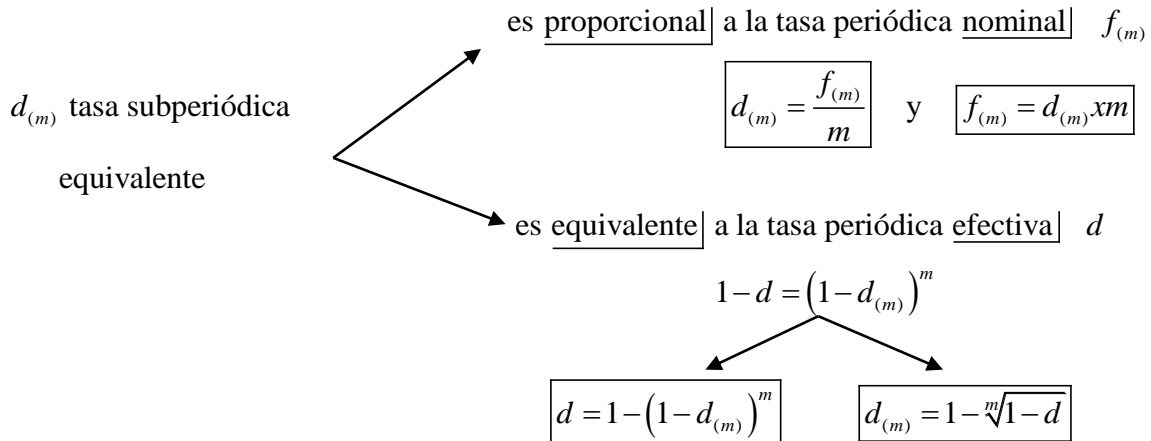 es proporcional a la tasa periódica nominal f_(m)
d_(m) tasa subperiódica
equivalente
d_(m) = f_(m) / m y f_(m) = d_(m) x m
es equivalente a la tasa periódica efectiva d
1 − d = (1 − d_(m))^m
d = 1 − (1 − d_(m))^m d_(m) = 1 − ᵐ√(1 − d)